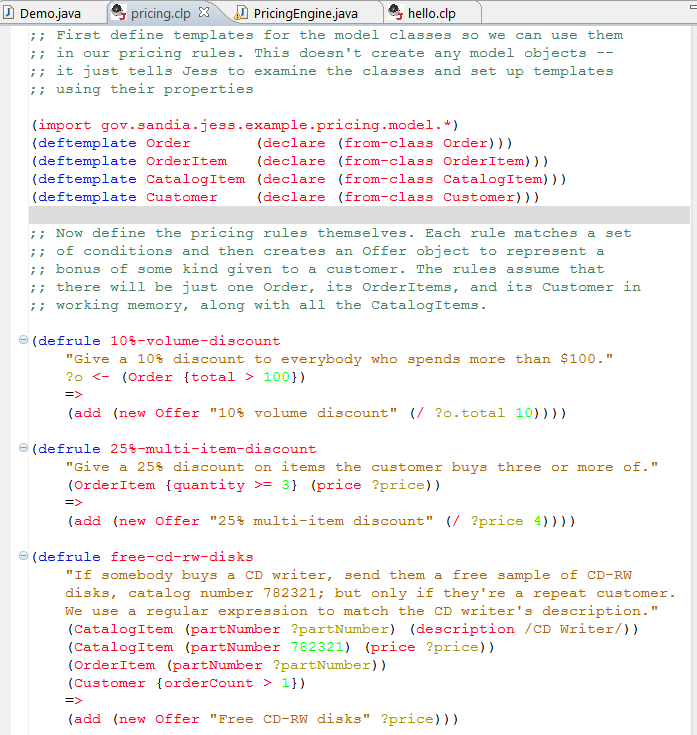 Demo.java pricing.clp PricingEngine.java hello.clp
;; First define templates for the model classes so we can use them
;; in our pricing rules. This doesn't create any model objects --
;; it just tells Jess to examine the classes and set up templates
;; using their properties
(import gov.sandia.jess.example.pricing.model.*)
(deftemplate Order        (declare (from-class Order)))
(deftemplate OrderItem    (declare (from-class OrderItem)))
(deftemplate CatalogItem (declare (from-class CatalogItem)))
(deftemplate Customer     (declare (from-class Customer)))
;; Now define the pricing rules themselves. Each rule matches a set
;; of conditions and then creates an Offer object to represent a
;; bonus of some kind given to a customer. The rules assume that
;; there will be just one Order, its OrderItems, and its Customer in
;; working memory, along with all the CatalogItems.
(defrule 10%-volume-discount
    "Give a 10% discount to everybody who spends more than $100."
    ?o <- (Order {total > 100})
    =>
    (add (new Offer "10% volume discount" (/ ?o.total 10))))
(defrule 25%-multi-item-discount
    "Give a 25% discount on items the customer buys three or more of."
    (OrderItem {quantity >= 3} (price ?price))
    =>
    (add (new Offer "25% multi-item discount" (/ ?price 4))))
(defrule free-cd-rw-disks
    "If somebody buys a CD writer, send them a free sample of CD-RW
    disks, catalog number 782321; but only if they're a repeat customer.
    We use a regular expression to match the CD writer's description."
    (CatalogItem (partNumber ?partNumber) (description /CD Writer/))
    (CatalogItem (partNumber 782321) (price ?price))
    (OrderItem (partNumber ?partNumber))
    (Customer {orderCount > 1})
    =>
    (add (new Offer "Free CD-RW disks" ?price)))